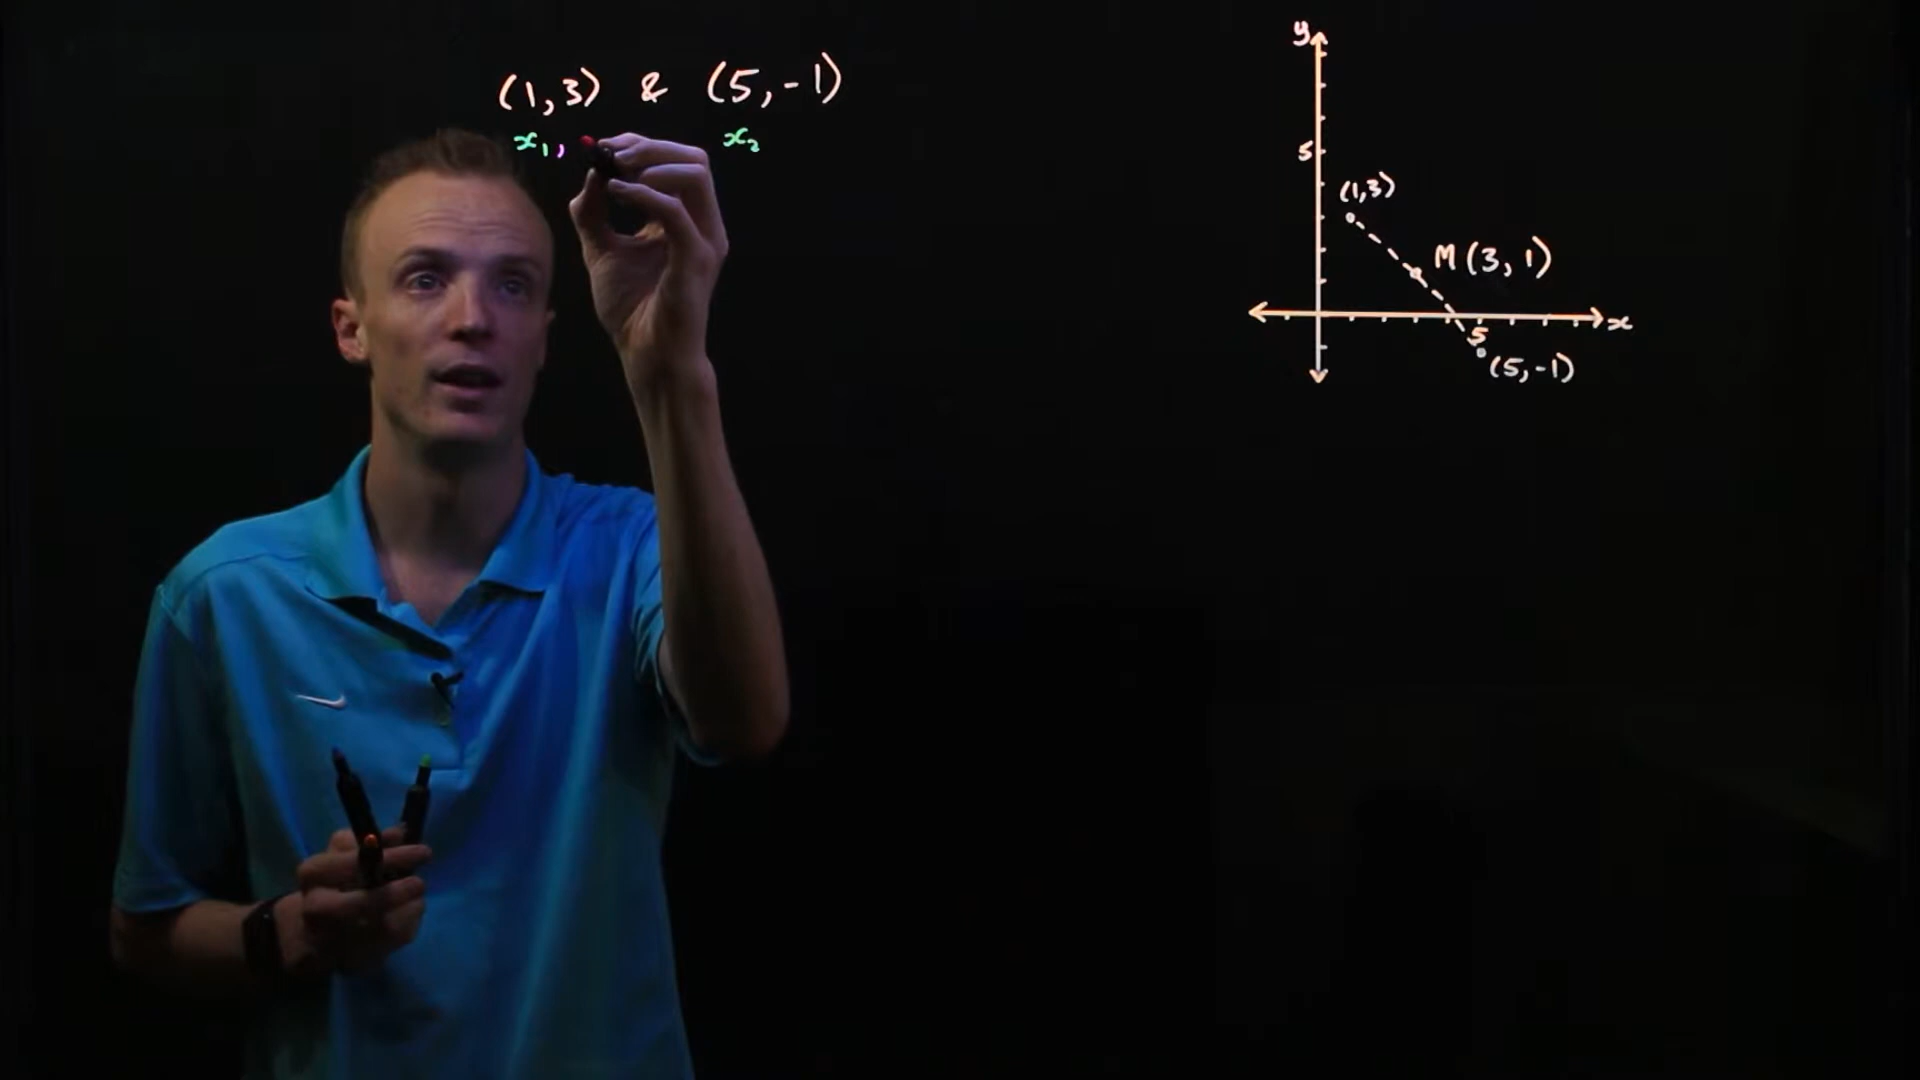 (1,3) & (5,-1)
x₁, x₂
y
5
(1,3)
M(3,1)
x
5
(5,-1)